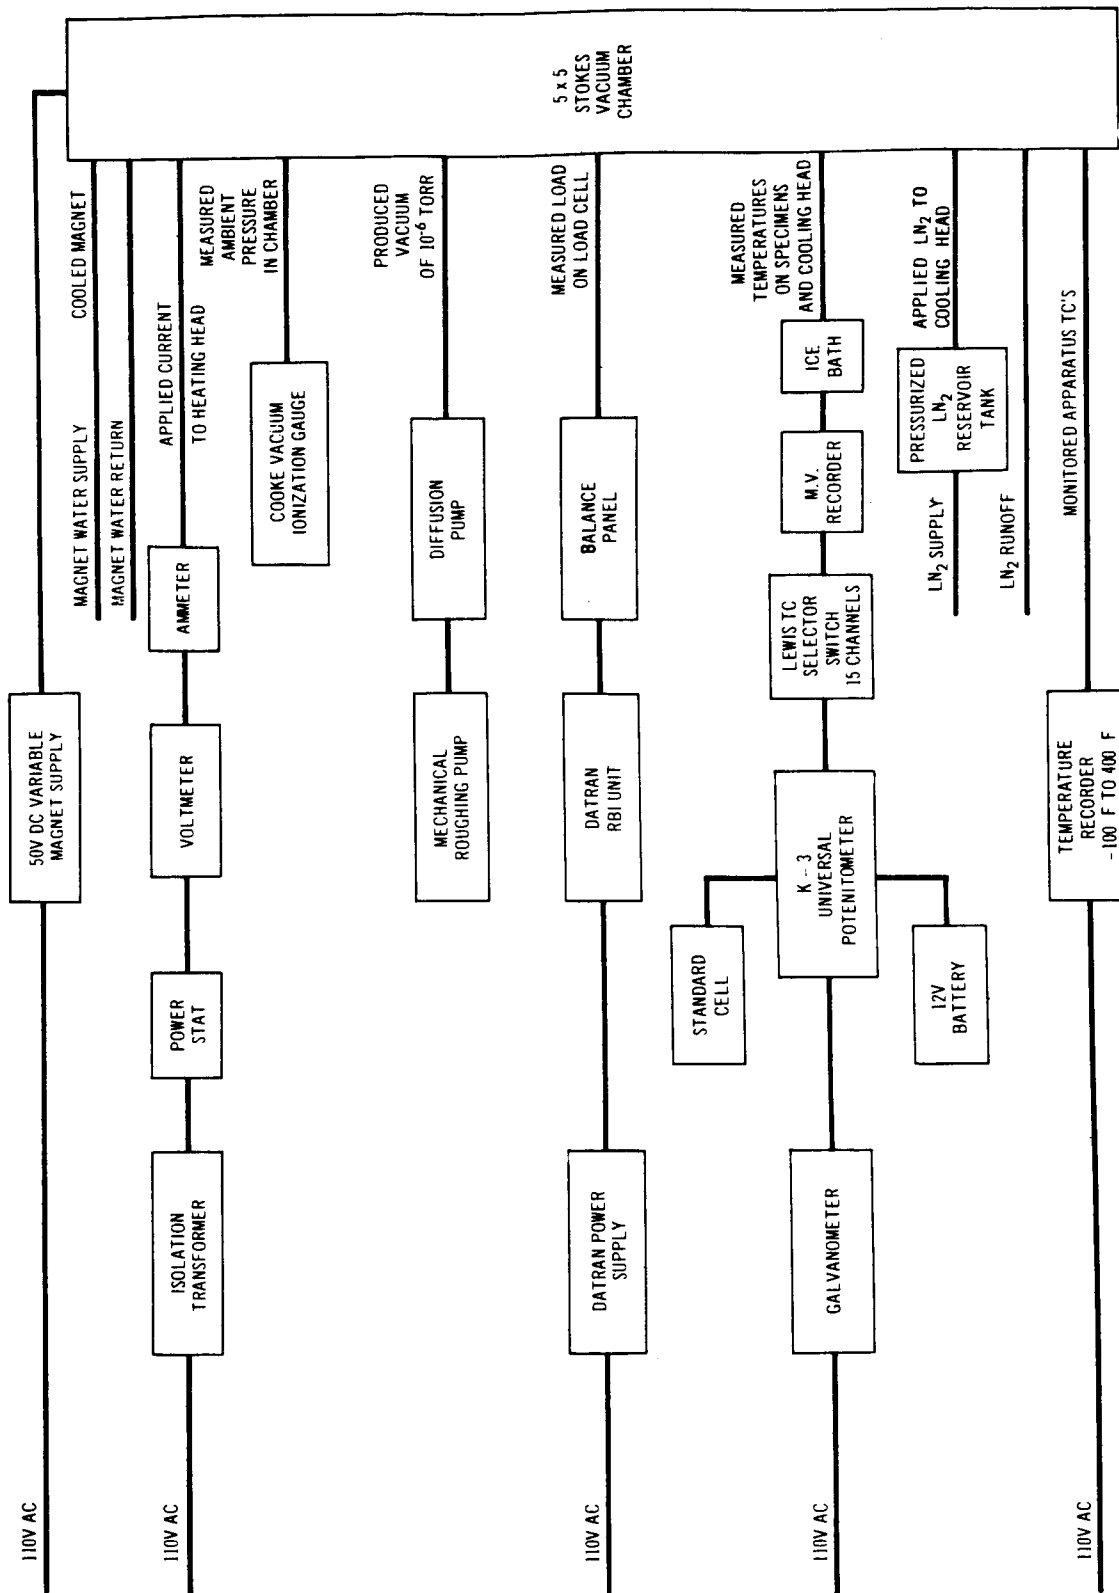 5 x 5
STOKES
VACUUM
CHAMBER
110V AC
50V DC VARIABLE
MAGNET SUPPLY
MAGNET WATER SUPPLY
COOLED MAGNET
MAGNET WATER RETURN
110V AC
ISOLATION
TRANSFORMER
POWER
STAT
VOLTMETER
AMMETER
APPLIED CURRENT
TO HEATING HEAD
COOKE VACUUM
IONIZATION GAUGE
MEASURED
AMBIENT
PRESSURE
IN CHAMBER
MECHANICAL
ROUGHING PUMP
DIFFUSION
PUMP
PRODUCED
VACUUM
OF 10⁻⁶ TORR
110V AC
DATRAN POWER
SUPPLY
DATRAN
RBI UNIT
BALANCE
PANEL
MEASURED LOAD
ON LOAD CELL
110V AC
GALVANOMETER
STANDARD
CELL
K - 3
UNIVERSAL
POTENITOMETER
12V
BATTERY
LEWIS TC
SELECTOR
SWITCH
15 CHANNELS
M.V.
RECORDER
ICE
BATH
MEASURED
TEMPERATURES
ON SPECIMENS
AND COOLING HEAD
LN₂ SUPPLY
PRESSURIZED
LN₂
RESERVOIR
TANK
APPLIED LN₂ TO
COOLING HEAD
LN₂ RUNOFF
110V AC
TEMPERATURE
RECORDER
-100 F TO 400 F
MONITORED APPARATUS TC'S